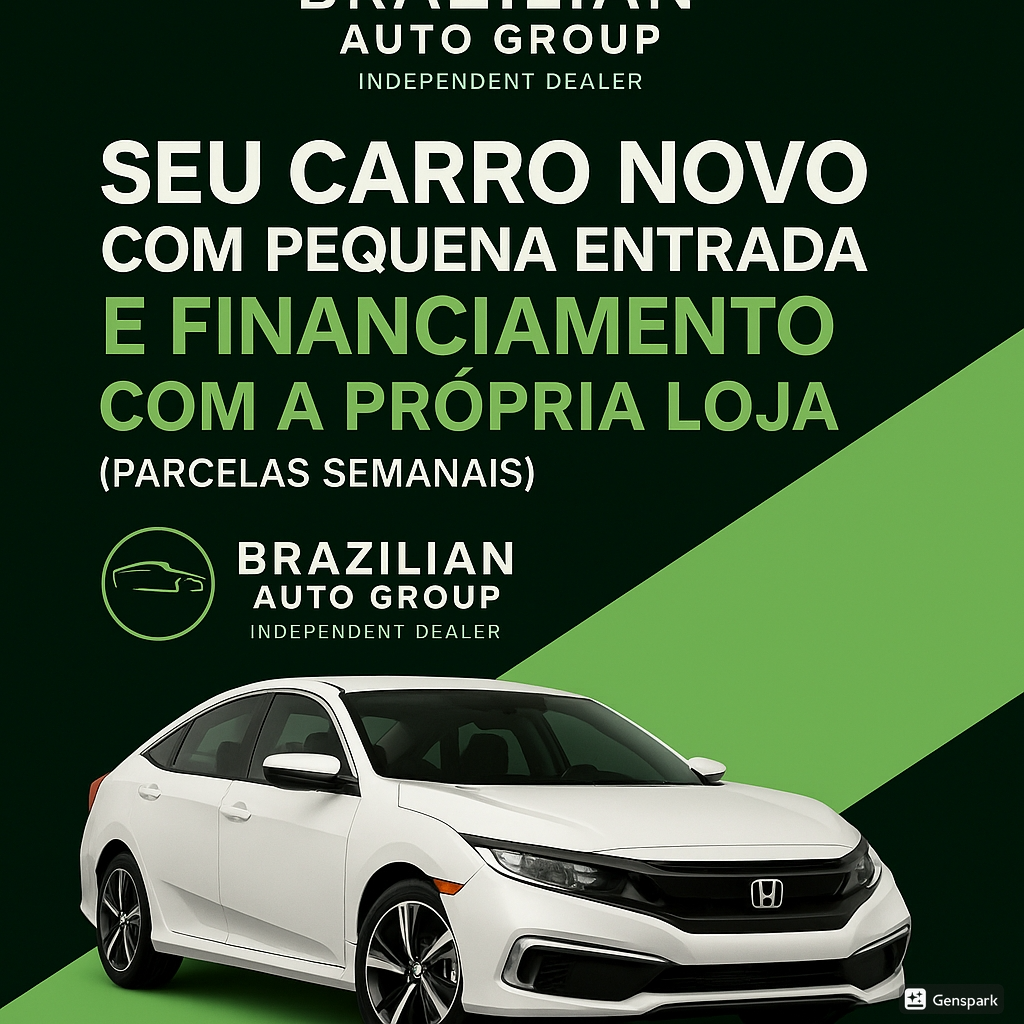 BRAZILIAN
AUTO GROUP
INDEPENDENT DEALER
SEU CARRO NOVO
COM PEQUENA ENTRADA
E FINANCIAMENTO
COM A PRÓPRIA LOJA
(PARCELAS SEMANAIS)
BRAZILIAN
AUTO GROUP
INDEPENDENT DEALER
Genspark